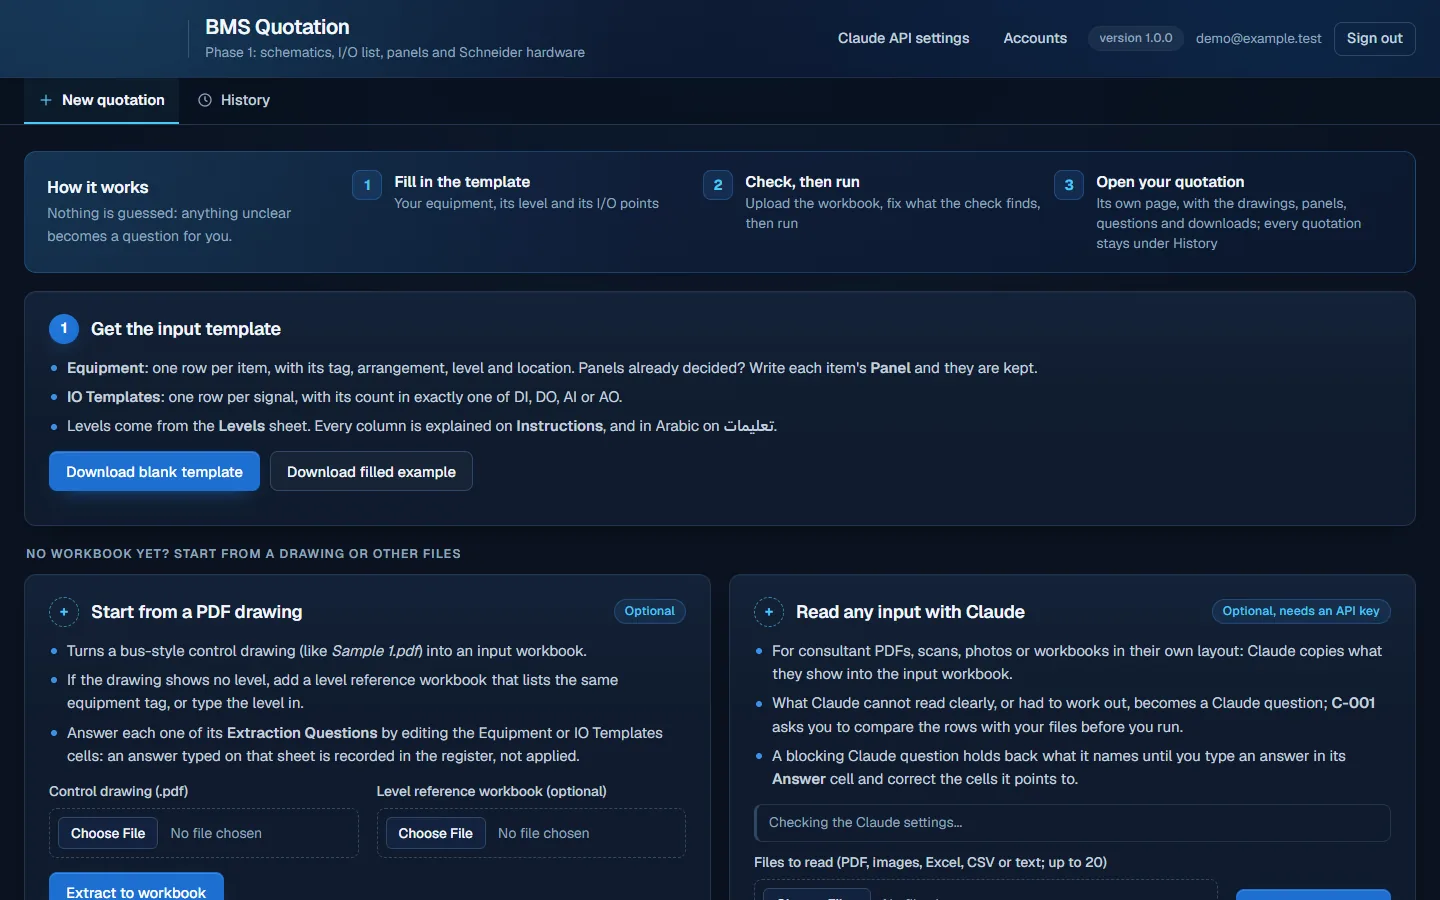 BMS Quotation
Phase 1: schematics, I/O list, panels and Schneider hardware
Claude API settings
Accounts
version 1.0.0
demo@example.test
Sign out
New quotation
History
How it works
Nothing is guessed: anything unclear
becomes a question for you.
1
Fill in the template
Your equipment, its level and its I/O points
2
Check, then run
Upload the workbook, fix what the check finds,
then run
3
Open your quotation
Its own page, with the drawings, panels,
questions and downloads; every quotation
stays under History
1
Get the input template
Equipment: one row per item, with its tag, arrangement, level and location. Panels already decided? Write each item's Panel and they are kept.
IO Templates: one row per signal, with its count in exactly one of DI, DO, AI or AO.
Levels come from the Levels sheet. Every column is explained on Instructions, and in Arabic on تعليمات.
Download blank template
Download filled example
NO WORKBOOK YET? START FROM A DRAWING OR OTHER FILES
+
Start from a PDF drawing
Optional
Turns a bus-style control drawing (like Sample 1.pdf) into an input workbook.
If the drawing shows no level, add a level reference workbook that lists the same
equipment tag, or type the level in.
Answer each one of its Extraction Questions by editing the Equipment or IO Templates
cells: an answer typed on that sheet is recorded in the register, not applied.
Control drawing (.pdf)
Choose File
No file chosen
Level reference workbook (optional)
Choose File
No file chosen
Extract to workbook
+
Read any input with Claude
Optional, needs an API key
For consultant PDFs, scans, photos or workbooks in their own layout: Claude copies what
they show into the input workbook.
What Claude cannot read clearly, or had to work out, becomes a Claude question; C-001
asks you to compare the rows with your files before you run.
A blocking Claude question holds back what it names until you type an answer in its
Answer cell and correct the cells it points to.
Checking the Claude settings...
Files to read (PDF, images, Excel, CSV or text; up to 20)